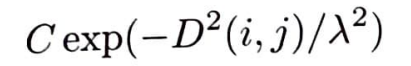 C exp(−D²(i, j)/λ²)